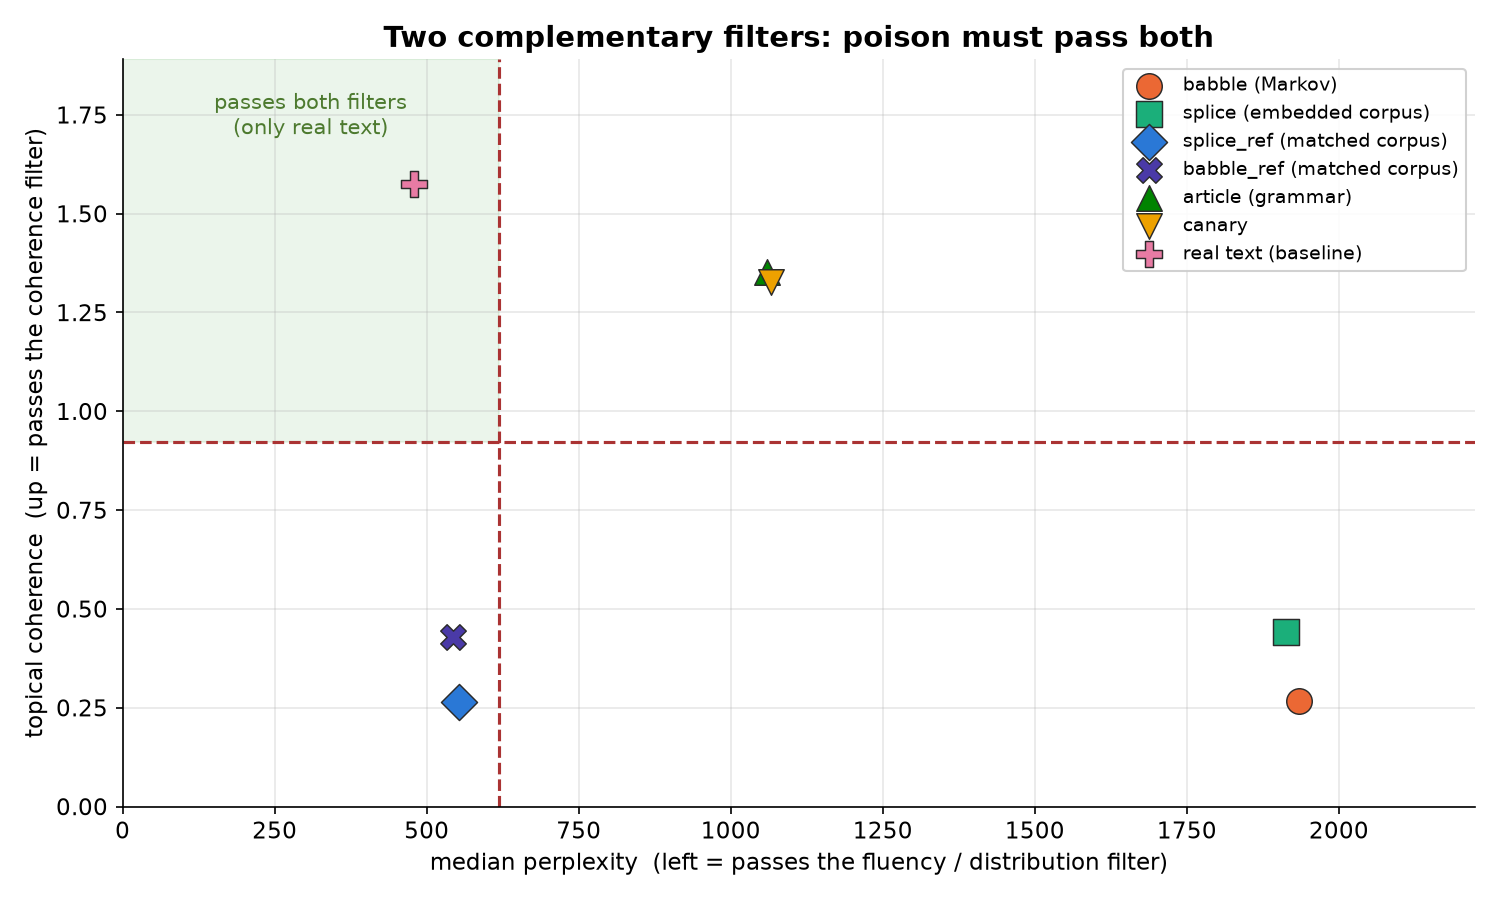 Two complementary filters: poison must pass both
passes both filters
(only real text)
babble (Markov)
splice (embedded corpus)
splice_ref (matched corpus)
babble_ref (matched corpus)
article (grammar)
canary
real text (baseline)
topical coherence  (up = passes the coherence filter)
1.75
1.50
1.25
1.00
0.75
0.50
0.25
0.00
0
250
500
750
1000
1250
1500
1750
2000
median perplexity  (left = passes the fluency / distribution filter)